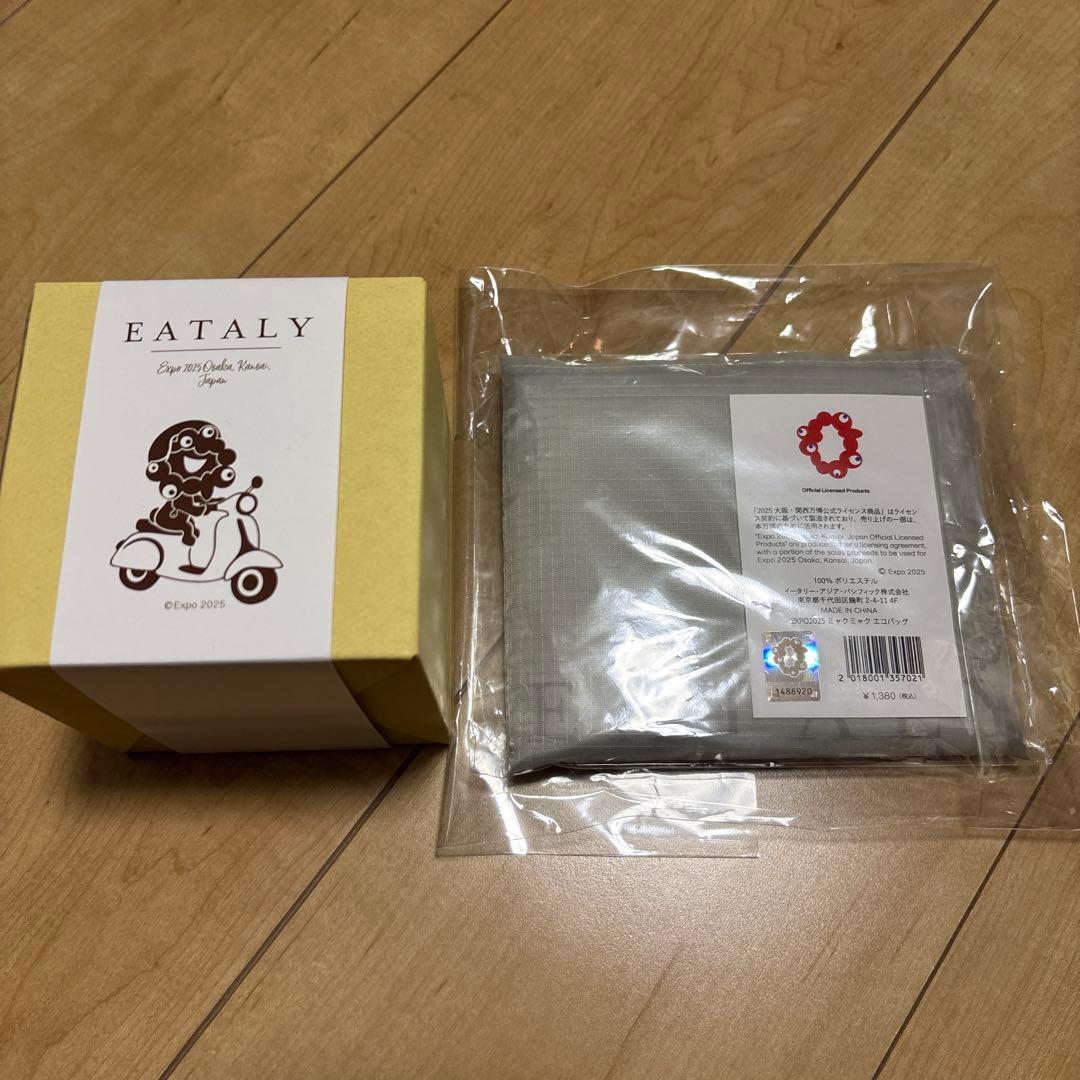 EATALY
Expo 2025 Osaka, Kansai,
Japan
©Expo 2025
Official Licensed Products
「2025 大阪・関西万博公式ライセンス商品」はライセン
ス契約に基づいて製造されており、売り上げの一部は、
本万博のために活用されます。
"Expo 2025 Osaka, Kansai, Japan Official Licensed
Products" are produced under a licensing agreement,
with a portion of the sales proceeds to be used for
Expo 2025 Osaka, Kansai, Japan.
© Expo 2025
100% ポリエステル
イータリー・アジア・パシフィック株式会社
東京都千代田区麹町 2-4-11 4F
MADE IN CHINA
EXPO2025 ミャクミャク エコバッグ
1488920
2 018001 357021
¥1,380 (税込)